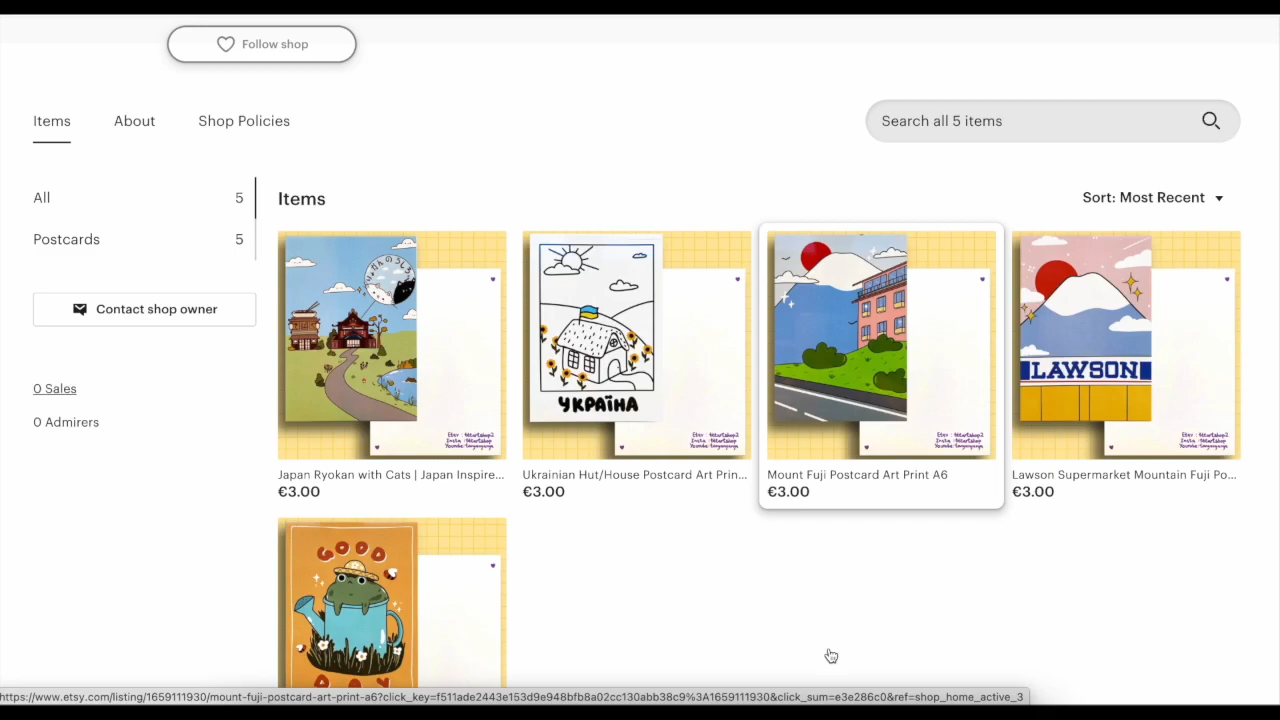 Follow shop
Items About Shop Policies
Search all 5 items
All 5
Postcards 5
Contact shop owner
0 Sales
0 Admirers
Items
Sort: Most Recent
УКРАЇНА
LAWSON
Japan Ryokan with Cats | Japan Inspire...
€3.00
Ukrainian Hut/House Postcard Art Prin...
€3.00
Mount Fuji Postcard Art Print A6
€3.00
Lawson Supermarket Mountain Fuji Po...
€3.00
GOOD
DAY
https://www.etsy.com/listing/1659111930/mount-fuji-postcard-art-print-a6?click_key=f511ade2443e153d9e948bfb8a02cc130abb38c9%3A1659111930&click_sum=e3e286c0&ref=shop_home_active_3